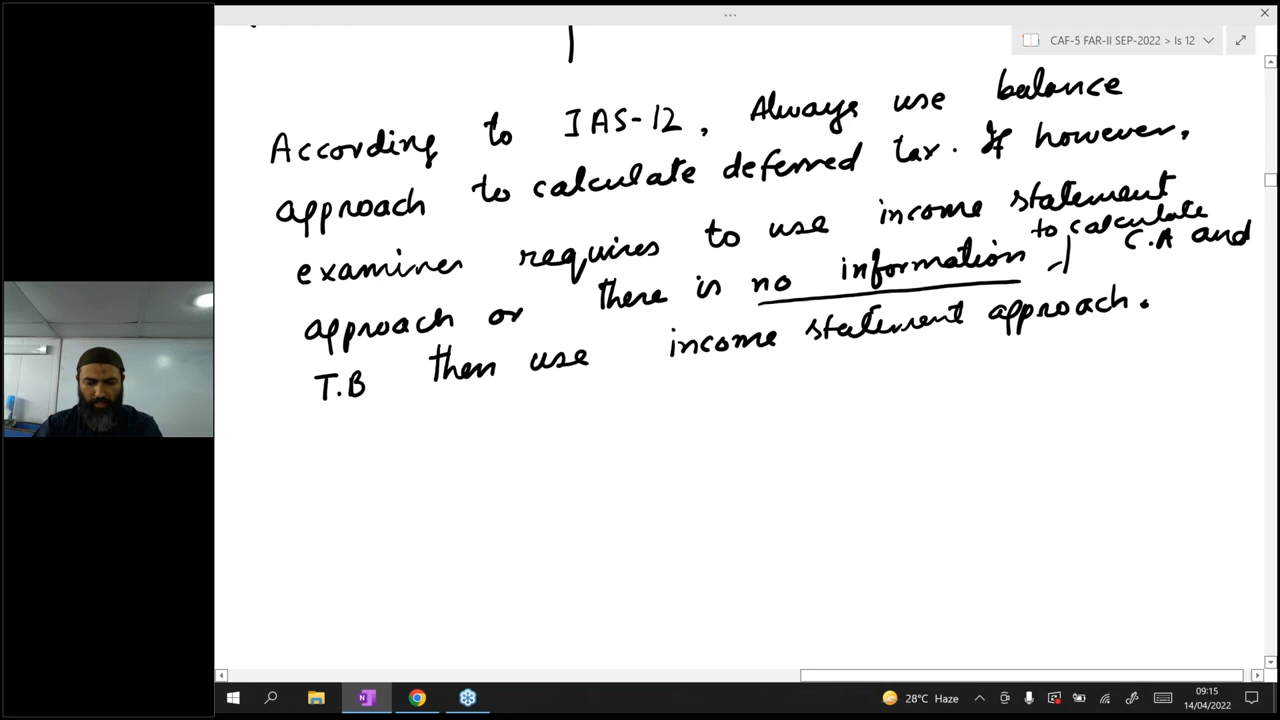 CAF-5 FAR-II SEP-2022 > Is 12
According to IAS-12, Always use balance
approach to calculate deferred tax. If however,
examiner requires to use income statement
approach or there is no information to calculate C.A and
T.B then use income statement approach.
28°C Haze
09:15
14/04/2022